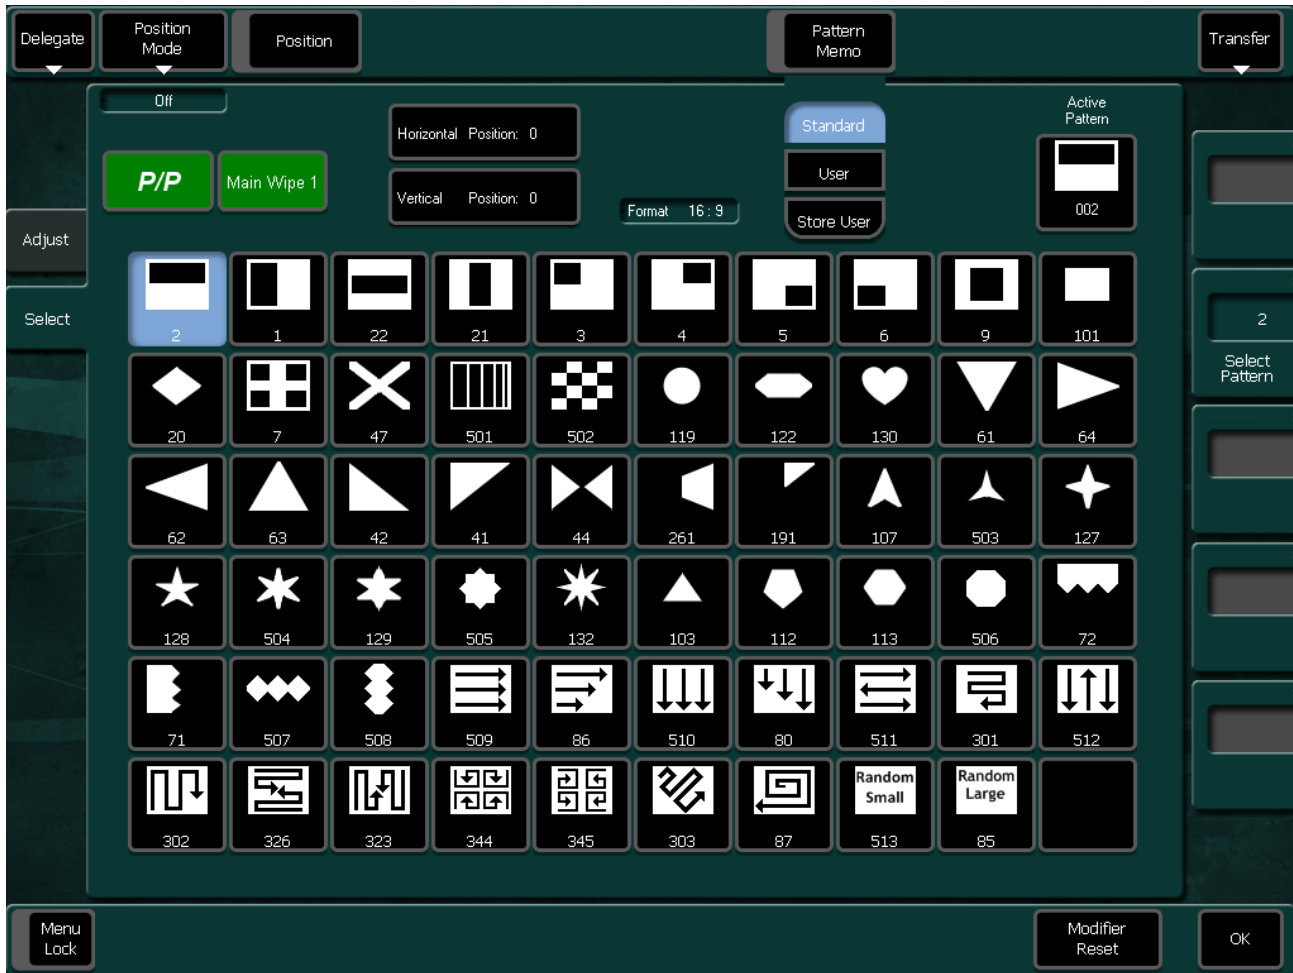 Delegate
Position
Mode
Position
Pattern
Memo
Transfer
Off
Active
Pattern
Horizontal Position: 0
Standard
P/P
Main Wipe 1
User
Vertical Position: 0
Format 16:9
002
Store User
Adjust
Select
2 1 22 21 3 4 5 6 9 101
2
Select
Pattern
20 7 47 501 502 119 122 130 61 64
62 63 42 41 44 261 191 107 503 127
128 504 129 505 132 103 112 113 506 72
71 507 508 509 86 510 80 511 301 512
Random
Small
Random
Large
302 326 323 344 345 303 87 513 85
Menu
Lock
Modifier
Reset
OK